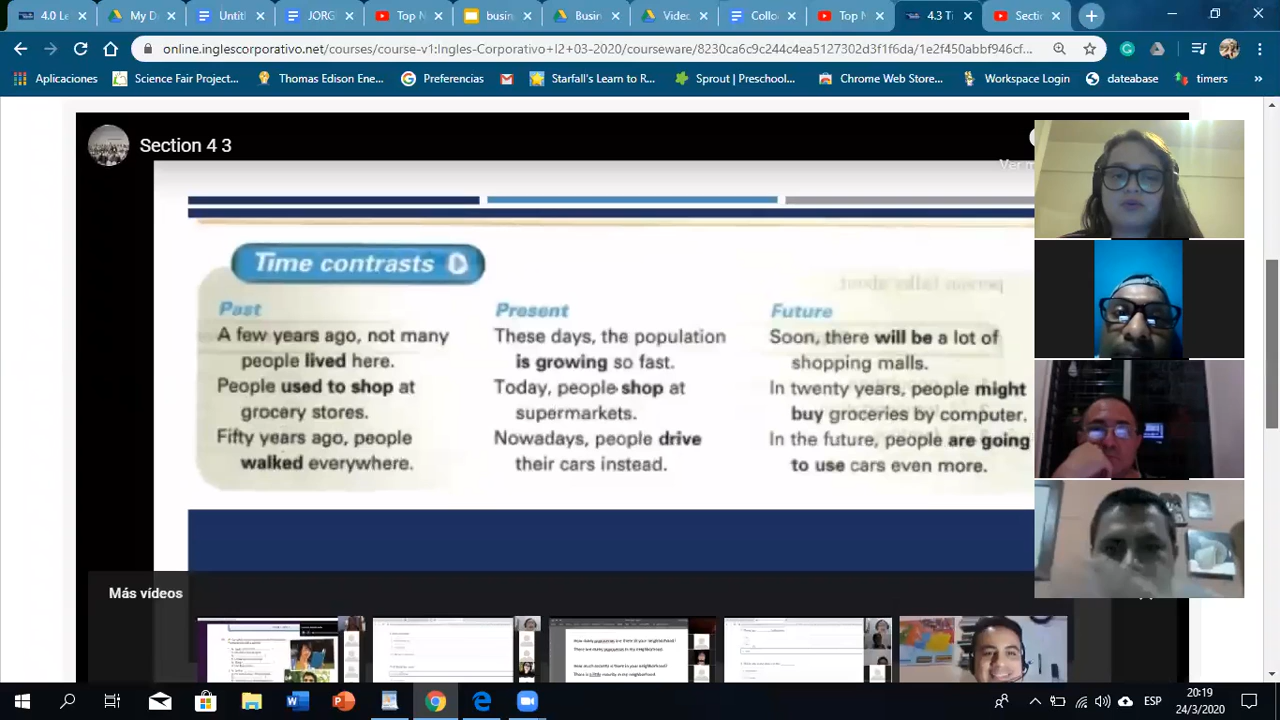 4.0 Le
My D
Untitl
JORG
Top N
busin
Busin
Video
Collo
Top N
4.3 Ti
Secti
online.inglescorporativo.net/courses/course-v1:Ingles-Corporativo+I2+03-2020/courseware/8230ca6c9c244c4ea5127302d3f1f6da/1e2f450abbf946cf...
Aplicaciones
Science Fair Project...
Thomas Edison Ene...
Preferencias
Starfall's Learn to R...
Sprout | Preschool...
Chrome Web Store...
Workspace Login
dateabase
timers
»
Section 4 3
Ver m
Time contrasts
Past
A few years ago, not many
people lived here.
People used to shop at
grocery stores.
Fifty years ago, people
walked everywhere.
Present
These days, the population
is growing so fast.
Today, people shop at
supermarkets.
Nowadays, people drive
their cars instead.
Future
Soon, there will be a lot of
shopping malls.
In twenty years, people might
buy groceries by computer.
In the future, people are going
to use cars even more.
Más vídeos
ESP
20:19
24/3/2020